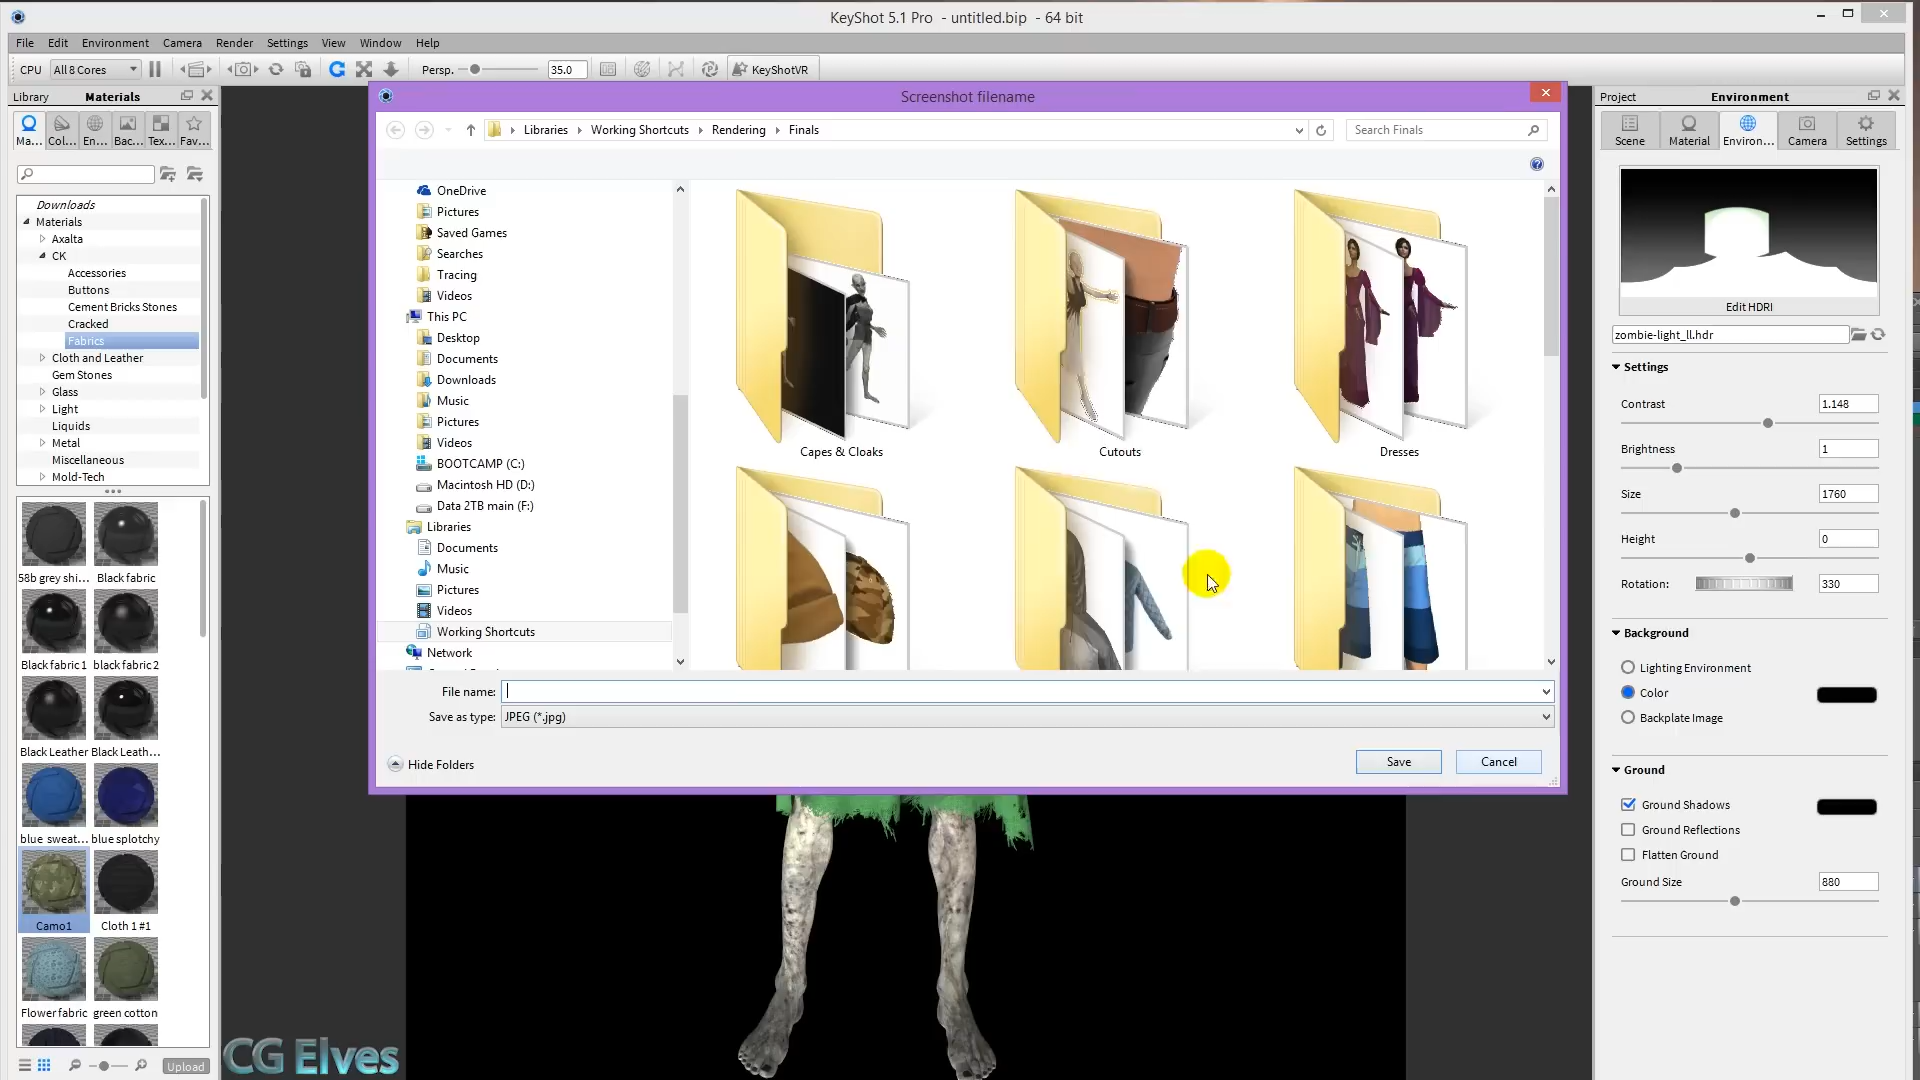 KeyShot 5.1 Pro - untitled.bip - 64 bit
File Edit Environment Camera Render Settings View Window Help
CPU All 8 Cores Persp. 35.0 KeyShotVR
Library Materials
Ma... Col... En... Bac... Tex... Fav...
Downloads
Materials
Axalta
CK
Accessories
Buttons
Cement Bricks Stones
Cracked
Fabrics
Cloth and Leather
Gem Stones
Glass
Light
Liquids
Metal
Miscellaneous
Mold-Tech
58b grey shi... Black fabric
Black fabric1 black fabric2
Black Leather Black Leath...
blue sweat... blue splotchy
Camo1 Cloth 1 #1
Flower fabric green cotton
Upload
Screenshot filename
Libraries Working Shortcuts Rendering Finals
Search Finals
OneDrive
Pictures
Saved Games
Searches
Tracing
Videos
This PC
Desktop
Documents
Downloads
Music
Pictures
Videos
BOOTCAMP (C:)
Macintosh HD (D:)
Data 2TB main (F:)
Libraries
Documents
Music
Pictures
Videos
Working Shortcuts
Network
Capes & Cloaks Cutouts Dresses
File name:
Save as type: JPEG (*.jpg)
Hide Folders Save Cancel
CG Elves
Project Environment
Scene Material Environ... Camera Settings
Edit HDRI
zombie-light_ll.hdr
Settings
Contrast 1.148
Brightness 1
Size 1760
Height 0
Rotation: 330
Background
Lighting Environment
Color
Backplate Image
Ground
Ground Shadows
Ground Reflections
Flatten Ground
Ground Size 880